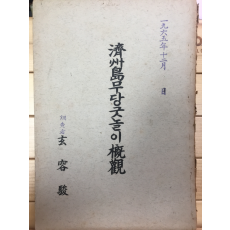 一九六五年 十二月 日
濟州島무당굿놀이 槪觀
玄容駿